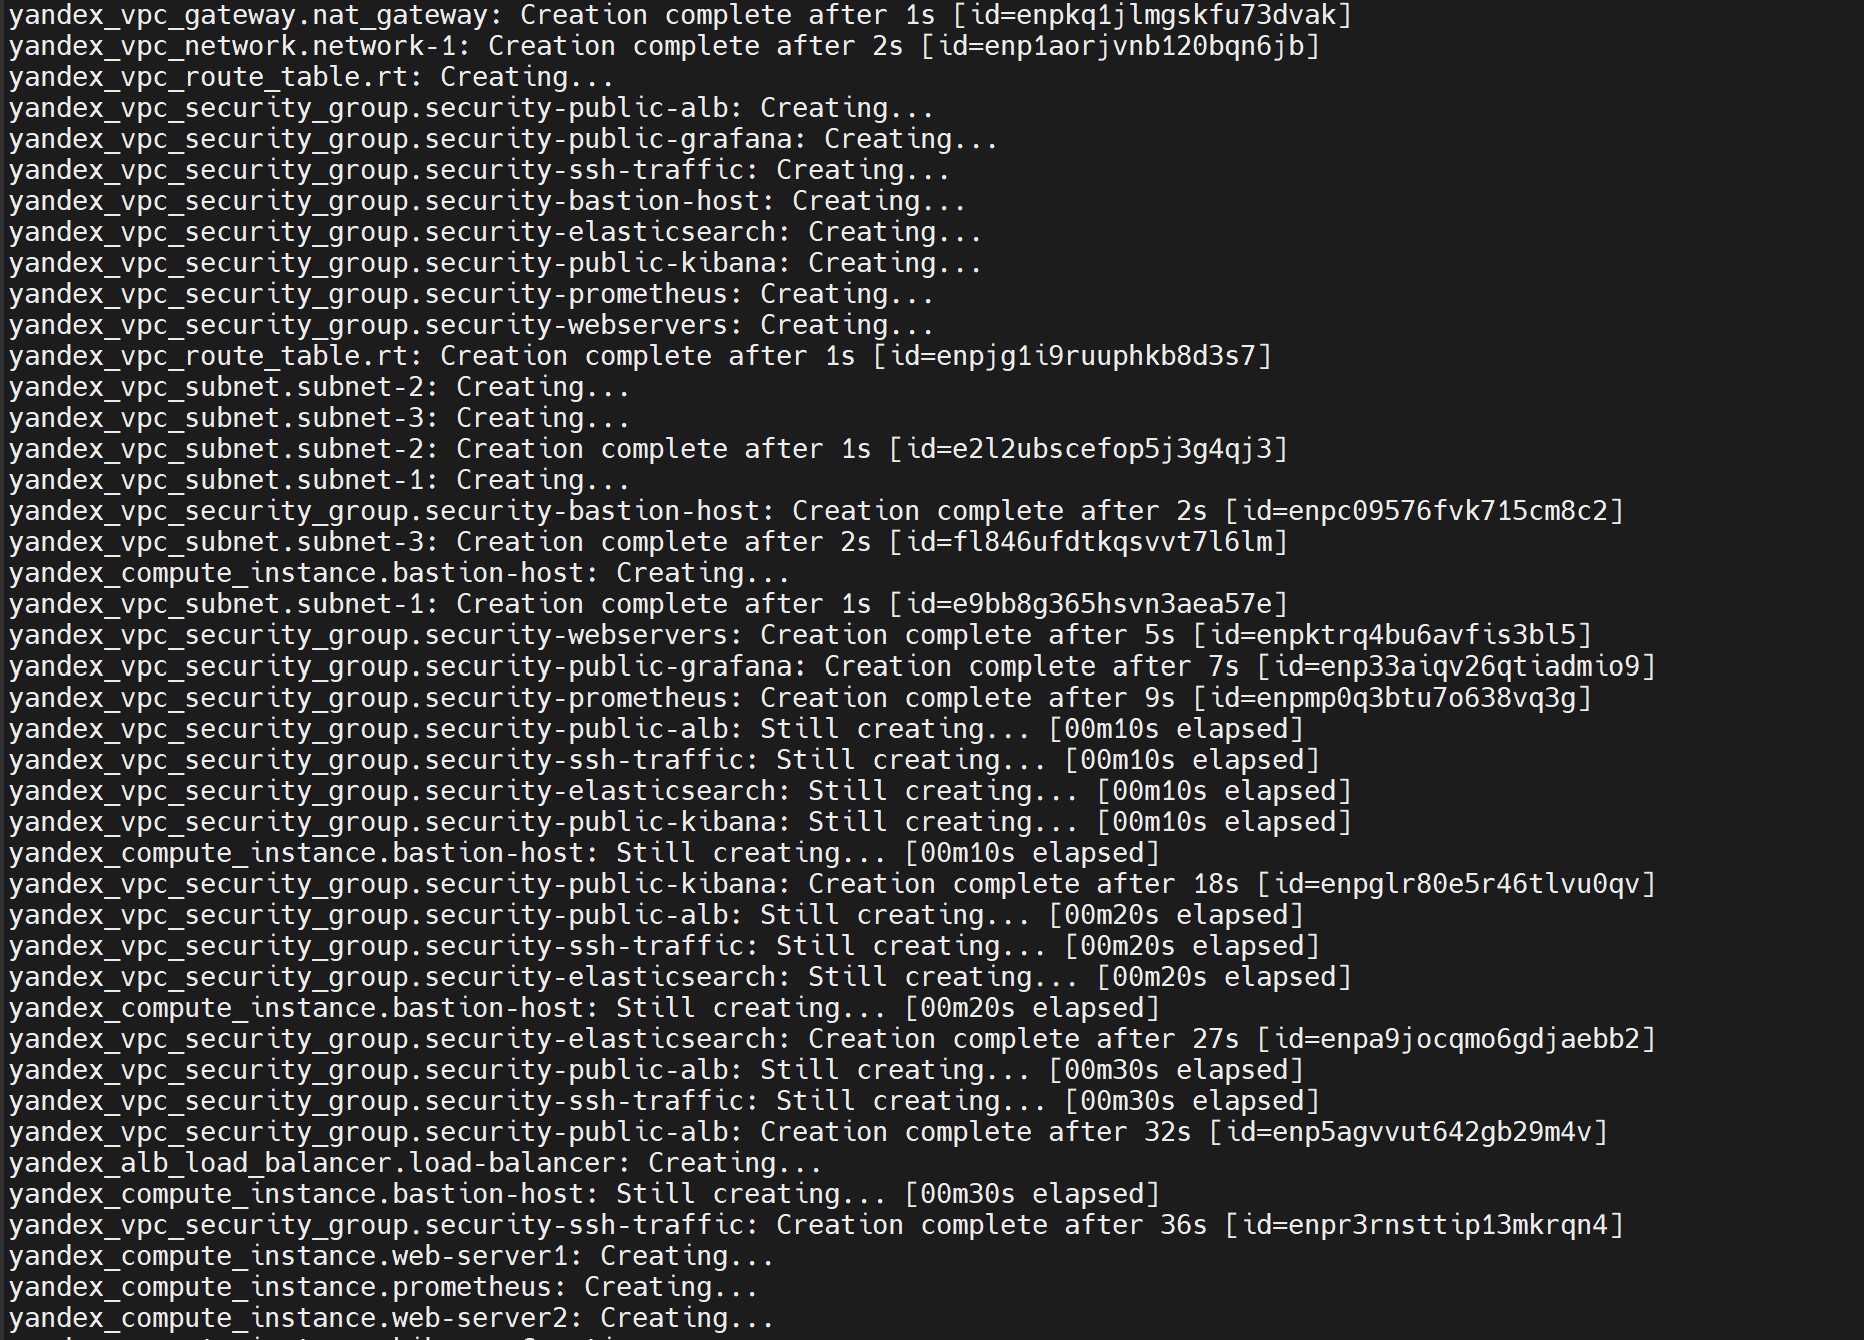 yandex_vpc_gateway.nat_gateway: Creation complete after 1s [id=enpkq1jlmgskfu73dvak]
yandex_vpc_network.network-1: Creation complete after 2s [id=enp1aorjvnb120bqn6jb]
yandex_vpc_route_table.rt: Creating...
yandex_vpc_security_group.security-public-alb: Creating...
yandex_vpc_security_group.security-public-grafana: Creating...
yandex_vpc_security_group.security-ssh-traffic: Creating...
yandex_vpc_security_group.security-bastion-host: Creating...
yandex_vpc_security_group.security-elasticsearch: Creating...
yandex_vpc_security_group.security-public-kibana: Creating...
yandex_vpc_security_group.security-prometheus: Creating...
yandex_vpc_security_group.security-webservers: Creating...
yandex_vpc_route_table.rt: Creation complete after 1s [id=enpjg1i9ruuphkb8d3s7]
yandex_vpc_subnet.subnet-2: Creating...
yandex_vpc_subnet.subnet-3: Creating...
yandex_vpc_subnet.subnet-2: Creation complete after 1s [id=e2l2ubscefop5j3g4qj3]
yandex_vpc_subnet.subnet-1: Creating...
yandex_vpc_security_group.security-bastion-host: Creation complete after 2s [id=enpc09576fvk715cm8c2]
yandex_vpc_subnet.subnet-3: Creation complete after 2s [id=fl846ufdtkqsvvt7l6lm]
yandex_compute_instance.bastion-host: Creating...
yandex_vpc_subnet.subnet-1: Creation complete after 1s [id=e9bb8g365hsvn3aea57e]
yandex_vpc_security_group.security-webservers: Creation complete after 5s [id=enpktrq4bu6avfis3bl5]
yandex_vpc_security_group.security-public-grafana: Creation complete after 7s [id=enp33aiqv26qtiadmio9]
yandex_vpc_security_group.security-prometheus: Creation complete after 9s [id=enpmp0q3btu7o638vq3g]
yandex_vpc_security_group.security-public-alb: Still creating... [00m10s elapsed]
yandex_vpc_security_group.security-ssh-traffic: Still creating... [00m10s elapsed]
yandex_vpc_security_group.security-elasticsearch: Still creating... [00m10s elapsed]
yandex_vpc_security_group.security-public-kibana: Still creating... [00m10s elapsed]
yandex_compute_instance.bastion-host: Still creating... [00m10s elapsed]
yandex_vpc_security_group.security-public-kibana: Creation complete after 18s [id=enpglr80e5r46tlvu0qv]
yandex_vpc_security_group.security-public-alb: Still creating... [00m20s elapsed]
yandex_vpc_security_group.security-ssh-traffic: Still creating... [00m20s elapsed]
yandex_vpc_security_group.security-elasticsearch: Still creating... [00m20s elapsed]
yandex_compute_instance.bastion-host: Still creating... [00m20s elapsed]
yandex_vpc_security_group.security-elasticsearch: Creation complete after 27s [id=enpa9jocqmo6gdjaebb2]
yandex_vpc_security_group.security-public-alb: Still creating... [00m30s elapsed]
yandex_vpc_security_group.security-ssh-traffic: Still creating... [00m30s elapsed]
yandex_vpc_security_group.security-public-alb: Creation complete after 32s [id=enp5agvvut642gb29m4v]
yandex_alb_load_balancer.load-balancer: Creating...
yandex_compute_instance.bastion-host: Still creating... [00m30s elapsed]
yandex_vpc_security_group.security-ssh-traffic: Creation complete after 36s [id=enpr3rnsttip13mkrqn4]
yandex_compute_instance.web-server1: Creating...
yandex_compute_instance.prometheus: Creating...
yandex_compute_instance.web-server2: Creating...